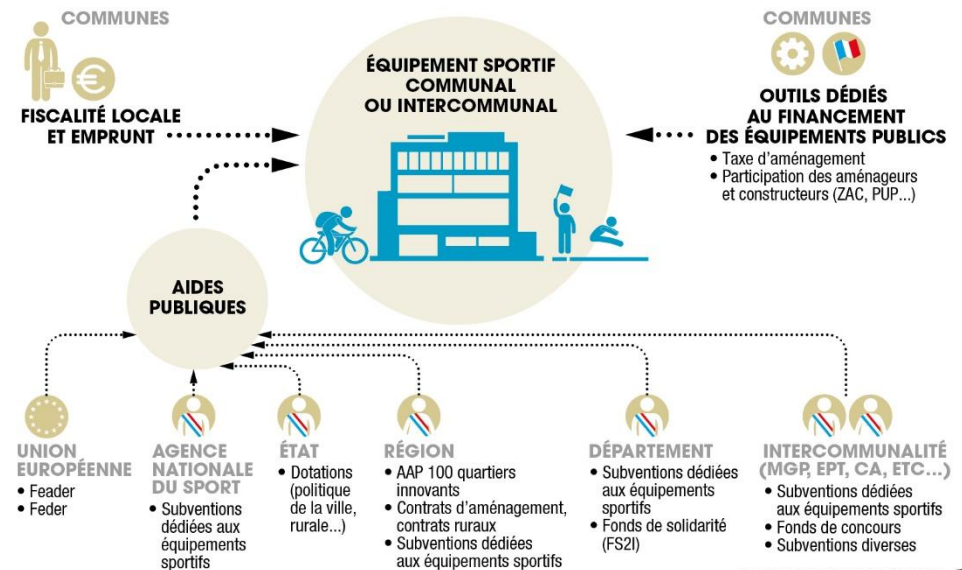 COMMUNES
FISCALITÉ LOCALE
ET EMPRUNT
ÉQUIPEMENT SPORTIF
COMMUNAL
OU INTERCOMMUNAL
COMMUNES
OUTILS DÉDIÉS
AU FINANCEMENT
DES ÉQUIPEMENTS PUBLICS
• Taxe d'aménagement
• Participation des aménageurs
et constructeurs (ZAC, PUP...)
AIDES
PUBLIQUES
UNION
EUROPÉENNE
• Feader
• Feder
AGENCE
NATIONALE
DU SPORT
• Subventions
dédiées aux
équipements
sportifs
ÉTAT
• Dotations
(politique
de la ville,
rurale...)
RÉGION
• AAP 100 quartiers
innovants
• Contrats d'aménagement,
contrats ruraux
• Subventions dédiées
aux équipements sportifs
DÉPARTEMENT
• Subventions dédiées
aux équipements
sportifs
• Fonds de solidarité
(FS2I)
INTERCOMMUNALITÉ
(MGP, EPT, CA, ETC...)
• Subventions dédiées
aux équipements sportifs
• Fonds de concours
• Subventions diverses